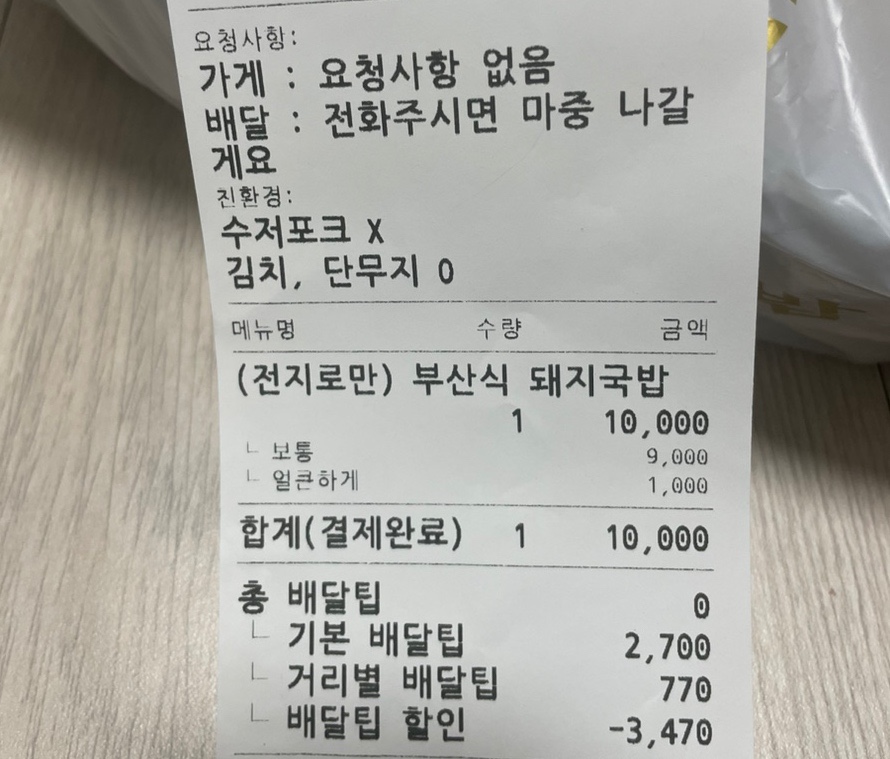 요청사항:
가게 : 요청사항 없음
배달 : 전화주시면 마중 나갈
게요
친환경:
수저포크 X
김치, 단무지 O
메뉴명 수량 금액
(전지로만) 부산식 돼지국밥
1 10,000
└ 보통 9,000
└ 얼큰하게 1,000
합계(결제완료) 1 10,000
총 배달팁 0
└ 기본 배달팁 2,700
└ 거리별 배달팁 770
└ 배달팁 할인 -3,470